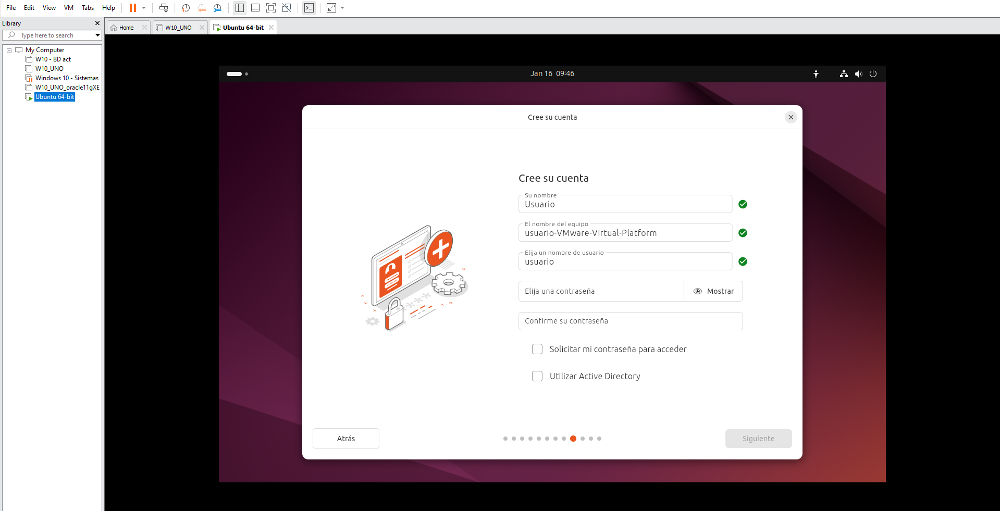 File Edit View VM Tabs Help
Library
Home
W10_UNO
Ubuntu 64-bit
Type here to search
My Computer
W10 - BD act
W10_UNO
Windows 10 - Sistemas
W10_UNO_oracle11gXE
Ubuntu 64-bit
Jan 16 09:46
Cree su cuenta
Cree su cuenta
Su nombre
Usuario
El nombre del equipo
usuario-VMware-Virtual-Platform
Elija un nombre de usuario
usuario
Elija una contraseña
Mostrar
Confirme su contraseña
Solicitar mi contraseña para acceder
Utilizar Active Directory
Atrás
Siguiente